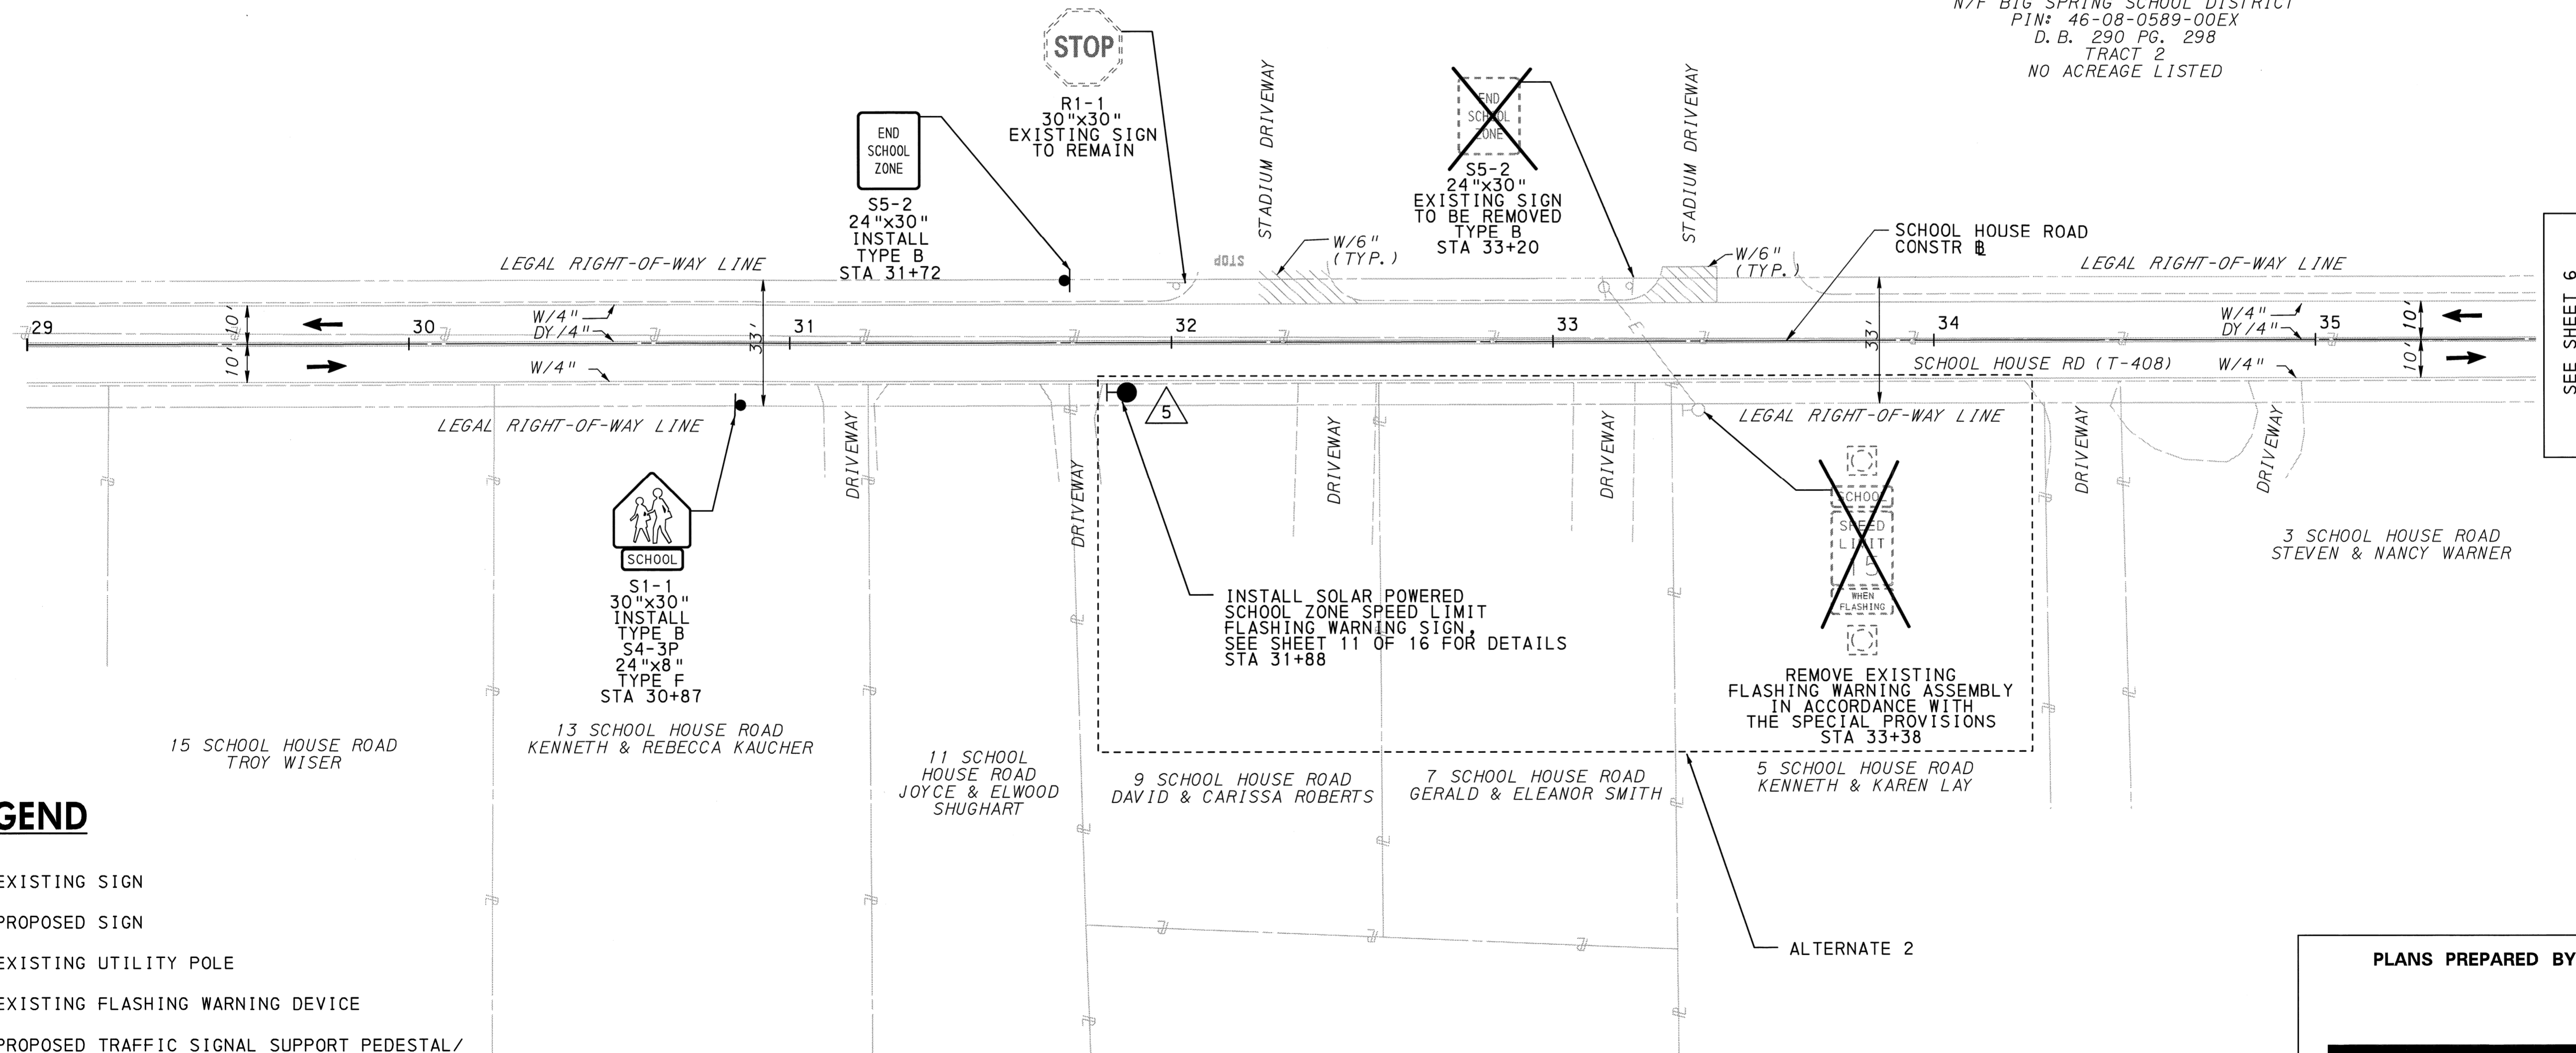 N/F BIG SPRING SCHOOL DISTRICT
PIN: 46-08-0589-00EX
D.B. 290 PG. 298
TRACT 2
NO ACREAGE LISTED
STOP
R1-1
30"x30"
EXISTING SIGN
TO REMAIN
END
SCHOOL
ZONE
S5-2
24"x30"
INSTALL
TYPE B
STA 31+72
STADIUM DRIVEWAY
END
SCHOOL
ZONE
S5-2
24"x30"
EXISTING SIGN
TO BE REMOVED
TYPE B
STA 33+20
STADIUM DRIVEWAY
SCHOOL HOUSE ROAD
CONSTR BL
LEGAL RIGHT-OF-WAY LINE
STOP
W/6"
(TYP.)
W/6"
(TYP.)
LEGAL RIGHT-OF-WAY LINE
SEE SHEET 6
29
10'
10'
30
W/4"
DY/4"
W/4"
33'
31
32
33
E
33'
34
W/4"
DY/4"
35
10'
10'
SCHOOL HOUSE RD (T-408)
W/4"
LEGAL RIGHT-OF-WAY LINE
5
LEGAL RIGHT-OF-WAY LINE
DRIVEWAY
DRIVEWAY
DRIVEWAY
DRIVEWAY
DRIVEWAY
DRIVEWAY
SCHOOL
S1-1
30"x30"
INSTALL
TYPE B
S4-3P
24"x8"
TYPE F
STA 30+87
INSTALL SOLAR POWERED
SCHOOL ZONE SPEED LIMIT
FLASHING WARNING SIGN,
SEE SHEET 11 OF 16 FOR DETAILS
STA 31+88
SCHOOL
SPEED
LIMIT
15
WHEN
FLASHING
REMOVE EXISTING
FLASHING WARNING ASSEMBLY
IN ACCORDANCE WITH
THE SPECIAL PROVISIONS
STA 33+38
3 SCHOOL HOUSE ROAD
STEVEN & NANCY WARNER
15 SCHOOL HOUSE ROAD
TROY WISER
13 SCHOOL HOUSE ROAD
KENNETH & REBECCA KAUCHER
11 SCHOOL
HOUSE ROAD
JOYCE & ELWOOD
SHUGHART
9 SCHOOL HOUSE ROAD
DAVID & CARISSA ROBERTS
7 SCHOOL HOUSE ROAD
GERALD & ELEANOR SMITH
5 SCHOOL HOUSE ROAD
KENNETH & KAREN LAY
ALTERNATE 2
GEND
EXISTING SIGN
PROPOSED SIGN
EXISTING UTILITY POLE
EXISTING FLASHING WARNING DEVICE
PROPOSED TRAFFIC SIGNAL SUPPORT PEDESTAL/
PLANS PREPARED BY